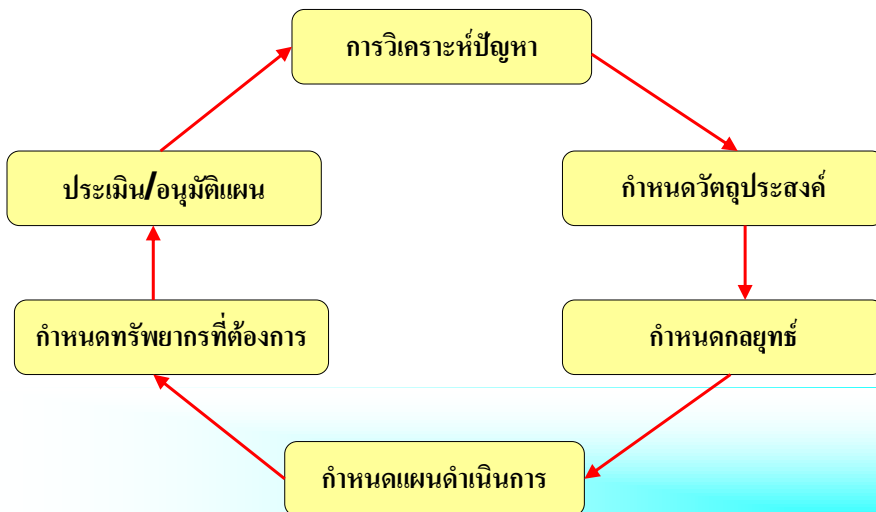 การวิเคราะห์ปัญหา
ประเมิน/อนุมัติแผน
กำหนดวัตถุประสงค์
กำหนดทรัพยากรที่ต้องการ
กำหนดกลยุทธ์
กำหนดแผนดำเนินการ